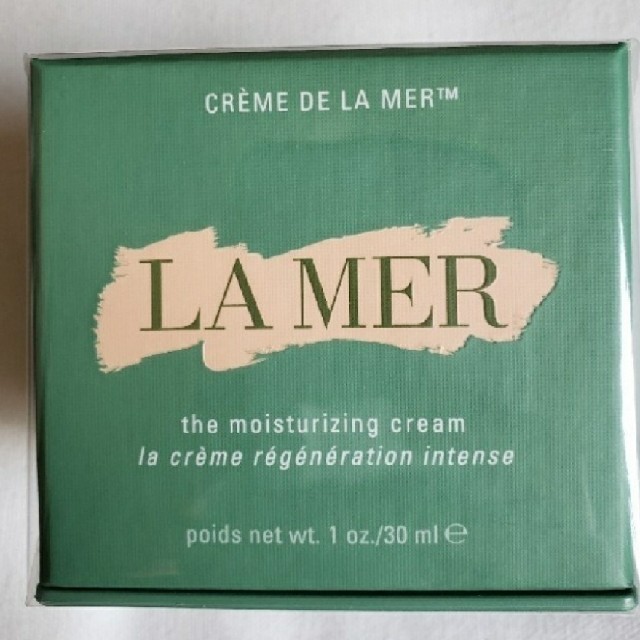 CRÈME DE LA MER™
LA MER
the moisturizing cream
la crème régénération intense
poids net wt. 1 oz./30 ml ℮